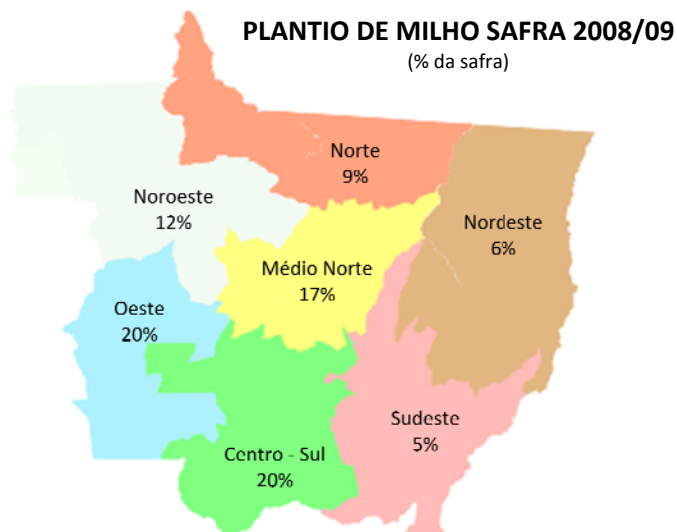 PLANTIO DE MILHO SAFRA 2008/09
(% da safra)
Norte
9%
Noroeste
12%
Nordeste
6%
Médio Norte
17%
Oeste
20%
Sudeste
5%
Centro - Sul
20%